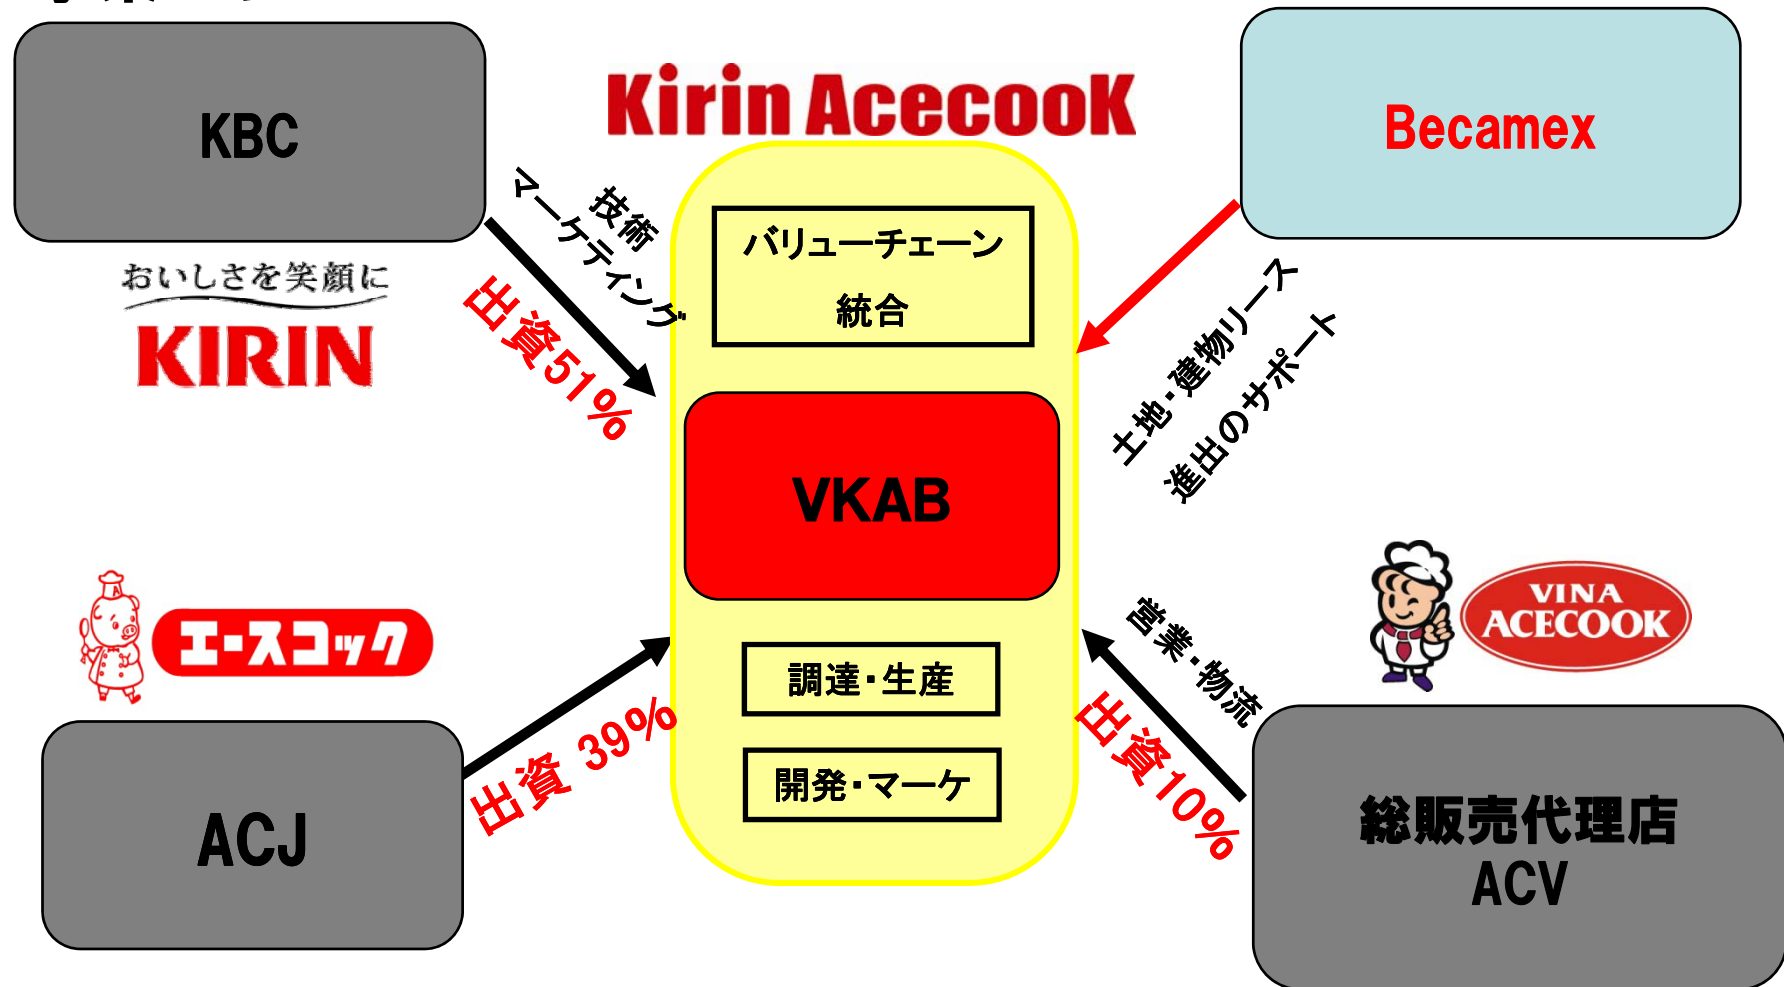 KBC
Kirin Acecook
Becamex
おいしさを笑顔に
KIRIN
技術
マーケティング
出資51%
バリューチェーン
統合
土地・建物リース
進出のサポート
VKAB
エースコック
出資 39%
ACJ
調達・生産
開発・マーケ
営業・物流
出資10%
VINA
ACECOOK
総販売代理店
ACV